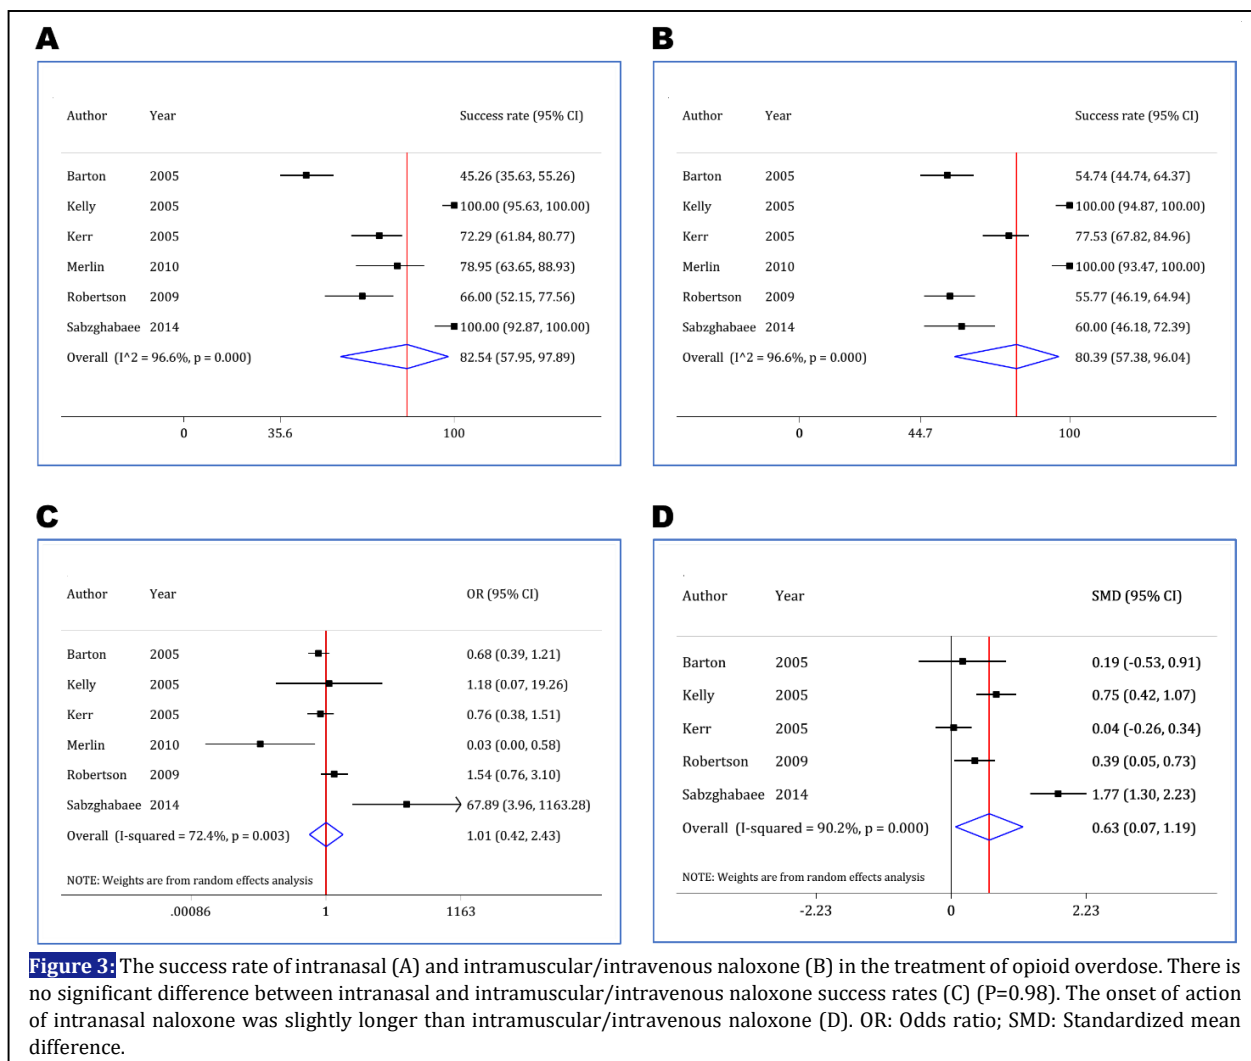 A
Author Year Success rate (95% CI)
Barton 2005 45.26 (35.63, 55.26)
Kelly 2005 100.00 (95.63, 100.00)
Kerr 2005 72.29 (61.84, 80.77)
Merlin 2010 78.95 (63.65, 88.93)
Robertson 2009 66.00 (52.15, 77.56)
Sabzghabaee 2014 100.00 (92.87, 100.00)
Overall (I^2 = 96.6%, p = 0.000) 82.54 (57.95, 97.89)
0 35.6 100
B
Author Year Success rate (95% CI)
Barton 2005 54.74 (44.74, 64.37)
Kelly 2005 100.00 (94.87, 100.00)
Kerr 2005 77.53 (67.82, 84.96)
Merlin 2010 100.00 (93.47, 100.00)
Robertson 2009 55.77 (46.19, 64.94)
Sabzghabaee 2014 60.00 (46.18, 72.39)
Overall (I^2 = 96.6%, p = 0.000) 80.39 (57.38, 96.04)
0 44.7 100
C
Author Year OR (95% CI)
Barton 2005 0.68 (0.39, 1.21)
Kelly 2005 1.18 (0.07, 19.26)
Kerr 2005 0.76 (0.38, 1.51)
Merlin 2010 0.03 (0.00, 0.58)
Robertson 2009 1.54 (0.76, 3.10)
Sabzghabaee 2014 67.89 (3.96, 1163.28)
Overall (I-squared = 72.4%, p = 0.003) 1.01 (0.42, 2.43)
NOTE: Weights are from random effects analysis
.00086 1 1163
D
Author Year SMD (95% CI)
Barton 2005 0.19 (-0.53, 0.91)
Kelly 2005 0.75 (0.42, 1.07)
Kerr 2005 0.04 (-0.26, 0.34)
Robertson 2009 0.39 (0.05, 0.73)
Sabzghabaee 2014 1.77 (1.30, 2.23)
Overall (I-squared = 90.2%, p = 0.000) 0.63 (0.07, 1.19)
NOTE: Weights are from random effects analysis
-2.23 0 2.23
Figure 3: The success rate of intranasal (A) and intramuscular/intravenous naloxone (B) in the treatment of opioid overdose. There is
no significant difference between intranasal and intramuscular/intravenous naloxone success rates (C) (P=0.98). The onset of action
of intranasal naloxone was slightly longer than intramuscular/intravenous naloxone (D). OR: Odds ratio; SMD: Standardized mean
difference.